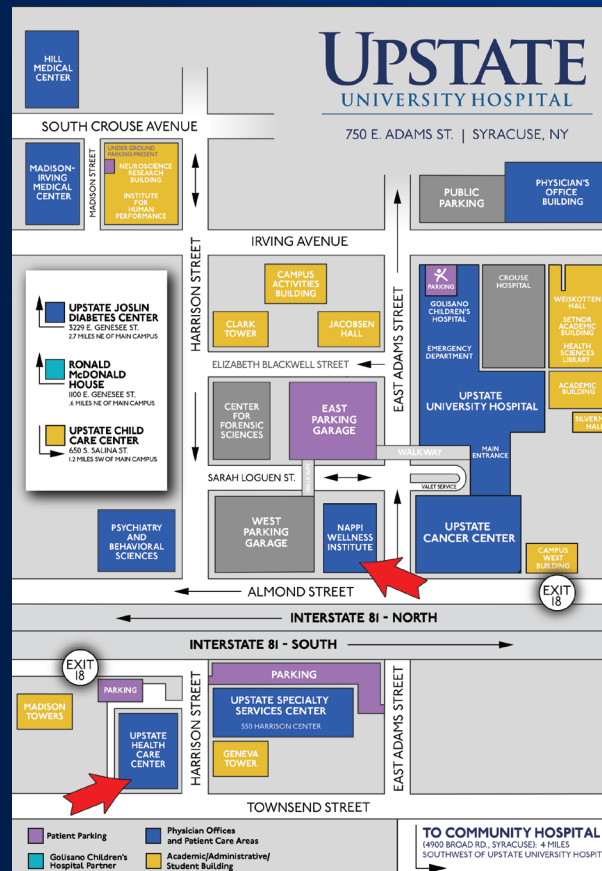 HILL
MEDICAL
CENTER
UPSTATE
UNIVERSITY HOSPITAL
750 E. ADAMS ST. | SYRACUSE, NY
SOUTH CROUSE AVENUE
MADISON-
IRVING
MEDICAL
CENTER
MADISON STREET
UNDER GROUND
PARKING PRESENT
NEUROSCIENCE
RESEARCH
BUILDING
INSTITUTE
FOR
HUMAN
PERFORMANCE
PUBLIC
PARKING
PHYSICIAN'S
OFFICE
BUILDING
HARRISON STREET
IRVING AVENUE
EAST ADAMS STREET
UPSTATE JOSLIN
DIABETES CENTER
3229 E. GENESEE ST.
2.7 MILES NE OF MAIN CAMPUS
RONALD
McDONALD
HOUSE
1100 E. GENESEE ST.
.6 MILES NE OF MAIN CAMPUS
UPSTATE CHILD
CARE CENTER
650 S. SALINA ST.
1.2 MILES SW OF MAIN CAMPUS
CAMPUS
ACTIVITIES
BUILDING
CLARK
TOWER
JACOBSEN
HALL
PARKING
GOLISANO
CHILDREN'S
HOSPITAL
EMERGENCY
DEPARTMENT
CROUSE
HOSPITAL
WEISKOTTEN
HALL
SETNOR
ACADEMIC
BUILDING
HEALTH
SCIENCES
LIBRARY
ELIZABETH BLACKWELL STREET
ACADEMIC
BUILDING
UPSTATE
UNIVERSITY HOSPITAL
CENTER
FOR
FORENSIC
SCIENCES
EAST
PARKING
GARAGE
HALL
WALKWAY
MAIN
ENTRANCE
SARAH LOGUEN ST.
VALET SERVICE
PSYCHIATRY
AND
BEHAVIORAL
SCIENCES
WEST
PARKING
GARAGE
NAPPI
WELLNESS
INSTITUTE
UPSTATE
CANCER CENTER
CAMPUS
WEST
BUILDING
ALMOND STREET
EXIT
18
INTERSTATE 81 - NORTH
INTERSTATE 81 - SOUTH
EXIT
18
MADISON
TOWERS
PARKING
UPSTATE
HEALTH
CARE
CENTER
HARRISON STREET
PARKING
UPSTATE SPECIALTY
SERVICES CENTER
550 HARRISON CENTER
GENEVA
TOWER
EAST ADAMS STREET
TOWNSEND STREET
Patient Parking
Physician Offices
and Patient Care Areas
Golisano Children's
Hospital Partner
Academic/Administrative/
Student Building
TO COMMUNITY HOSPITAL
(4900 BROAD RD., SYRACUSE): 4 MILES
SOUTHWEST OF UPSTATE UNIVERSITY